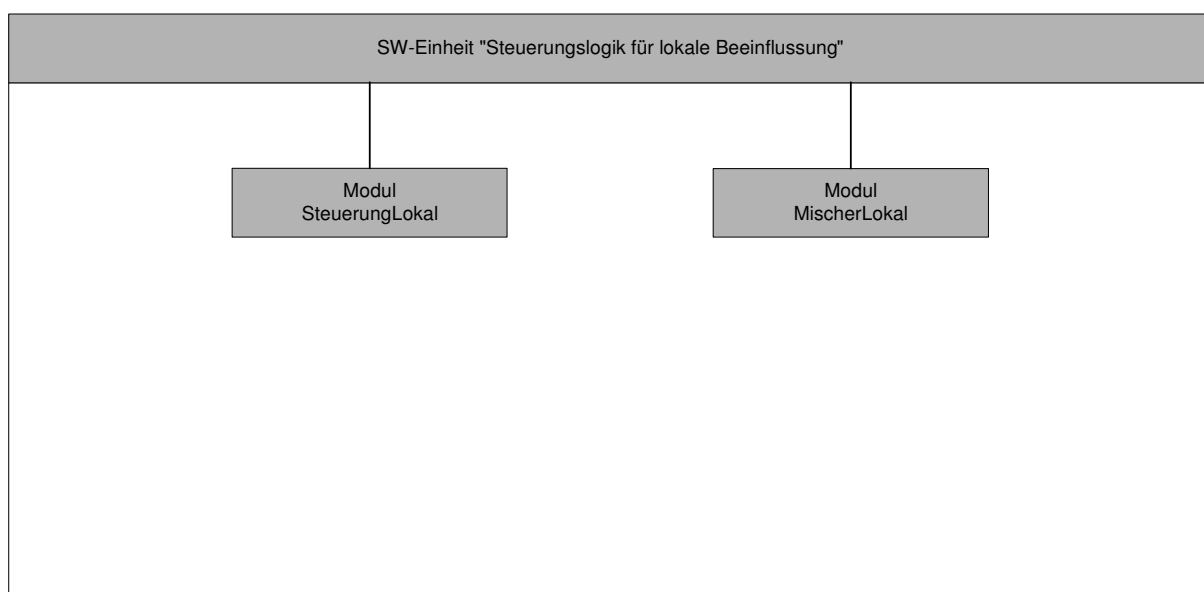 SW-Einheit "Steuerungslogik für lokale Beeinflussung"
Modul
SteuerungLokal
Modul
MischerLokal